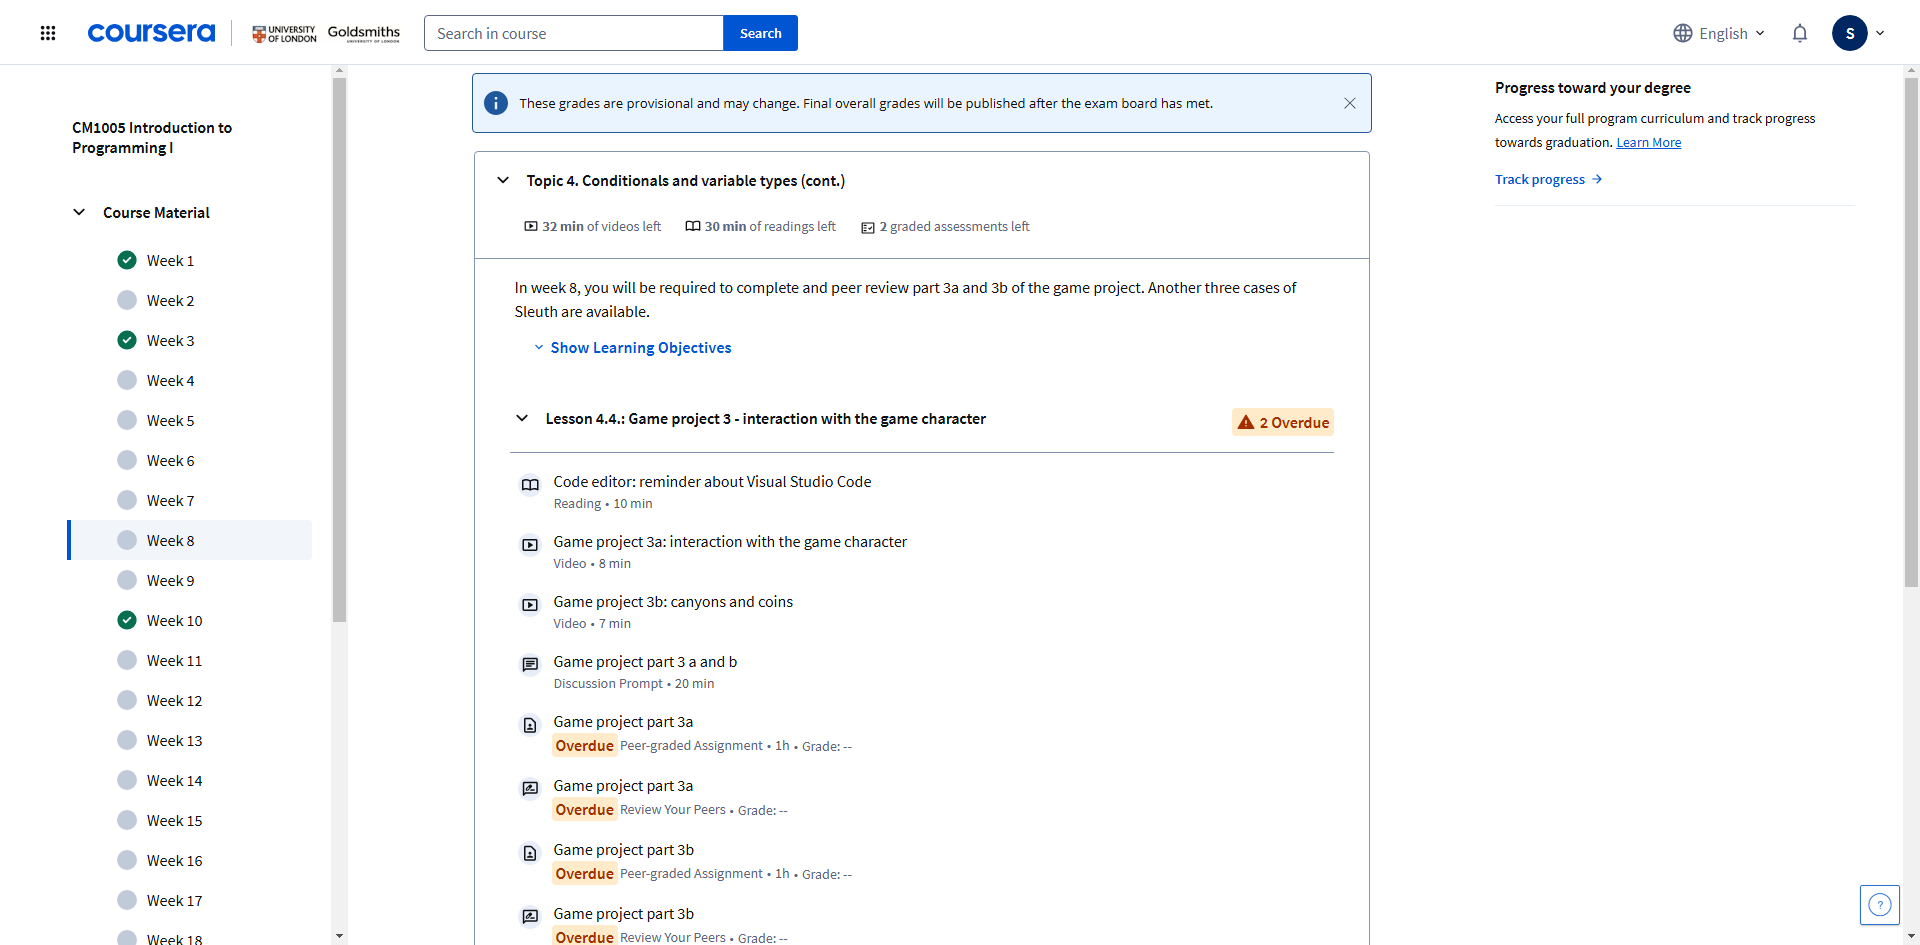 coursera
UNIVERSITY
OF LONDON
Goldsmiths
UNIVERSITY OF LONDON
Search in course
Search
English
S
CM1005 Introduction to
Programming I
Course Material
Week 1
Week 2
Week 3
Week 4
Week 5
Week 6
Week 7
Week 8
Week 9
Week 10
Week 11
Week 12
Week 13
Week 14
Week 15
Week 16
Week 17
Week 18
i
These grades are provisional and may change. Final overall grades will be published after the exam board has met.
Topic 4. Conditionals and variable types (cont.)
32 min of videos left
30 min of readings left
2 graded assessments left
In week 8, you will be required to complete and peer review part 3a and 3b of the game project. Another three cases of
Sleuth are available.
Show Learning Objectives
Lesson 4.4.: Game project 3 - interaction with the game character
2 Overdue
Code editor: reminder about Visual Studio Code
Reading • 10 min
Game project 3a: interaction with the game character
Video • 8 min
Game project 3b: canyons and coins
Video • 7 min
Game project part 3 a and b
Discussion Prompt • 20 min
Game project part 3a
Overdue Peer-graded Assignment • 1h • Grade: --
Game project part 3a
Overdue Review Your Peers • Grade: --
Game project part 3b
Overdue Peer-graded Assignment • 1h • Grade: --
Game project part 3b
Overdue Review Your Peers • Grade: --
Progress toward your degree
Access your full program curriculum and track progress
towards graduation. Learn More
Track progress →
?